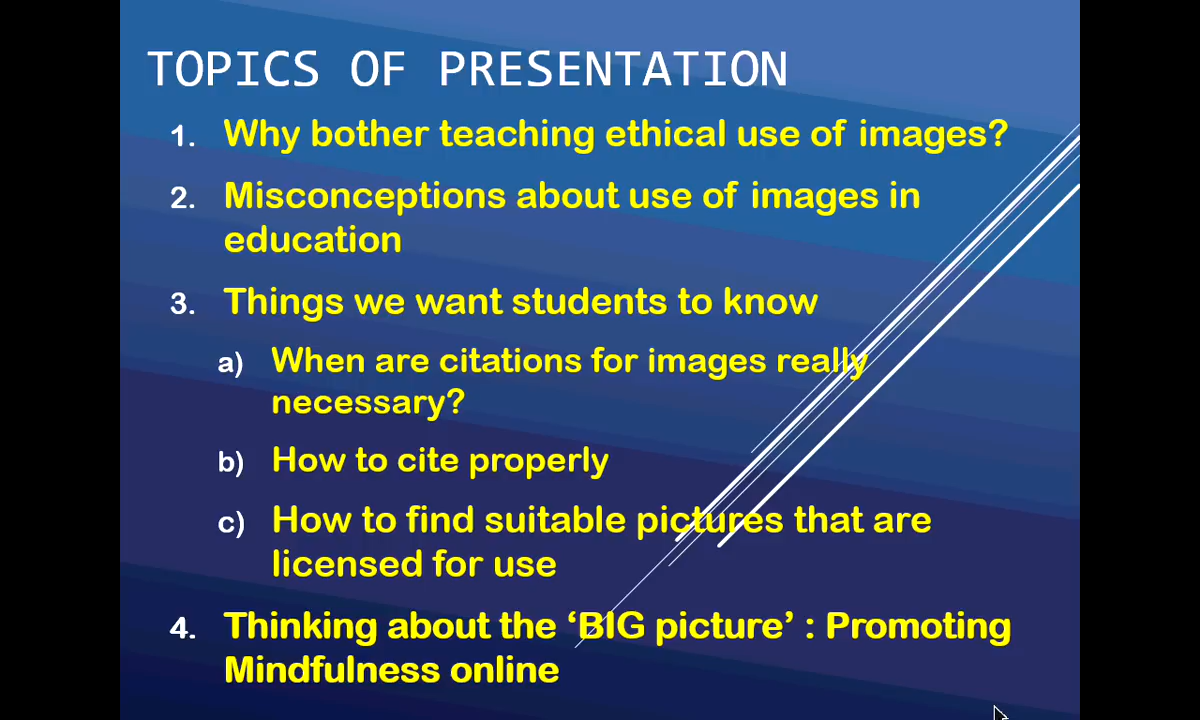 TOPICS OF PRESENTATION
1. Why bother teaching ethical use of images?
2. Misconceptions about use of images in
education
3. Things we want students to know
a) When are citations for images really
necessary?
b) How to cite properly
c) How to find suitable pictures that are
licensed for use
4. Thinking about the ‘BIG picture’ : Promoting
Mindfulness online